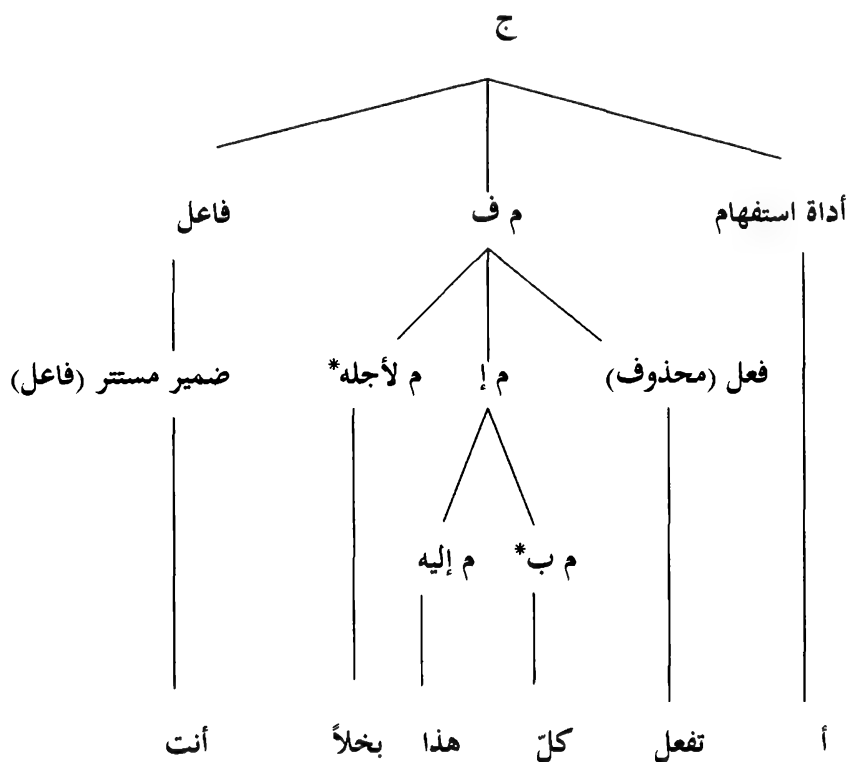 ج
أداة استفهام م ف فاعل
فعل (محذوف) م إ م لأجله* ضمير مستتر (فاعل)
م ب* م إليه
أ تفعل كلّ هذا بخلاً أنت